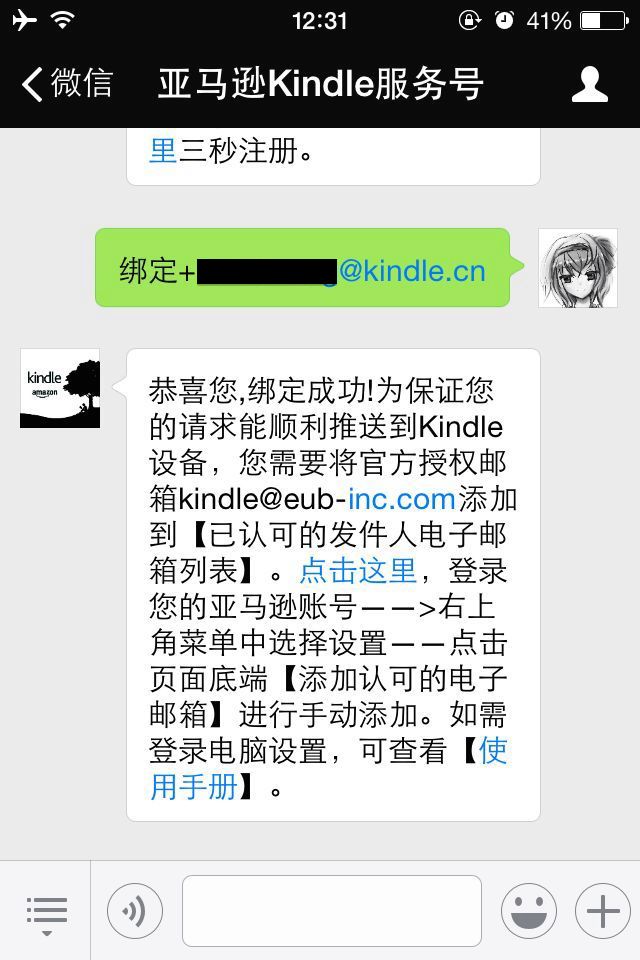 12:31
41%
微信
亚马逊Kindle服务号
里三秒注册。
绑定+
@kindle.cn
kindle
amazon
恭喜您,绑定成功!为保证您
的请求能顺利推送到Kindle
设备，您需要将官方授权邮
箱kindle@eub-inc.com添加
到【已认可的发件人电子邮
箱列表】。点击这里，登录
您的亚马逊账号——>右上
角菜单中选择设置——点击
页面底端【添加认可的电子
邮箱】进行手动添加。如需
登录电脑设置，可查看【使
用手册】。